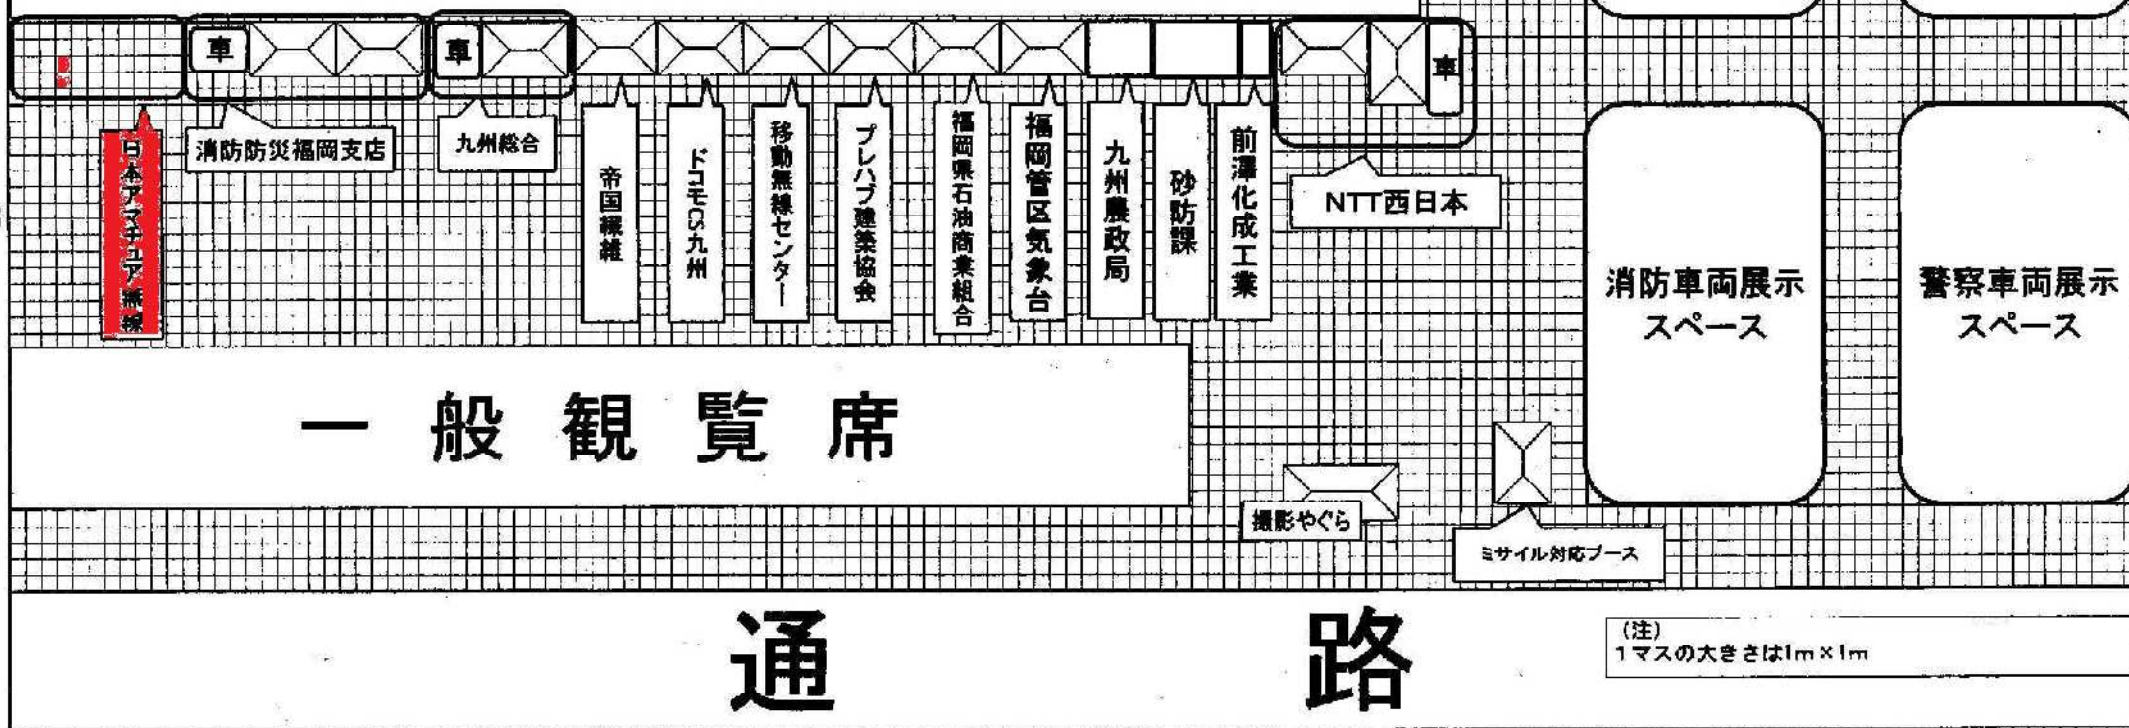 車
車
車
日本アマチュア無線
消防防災福岡支店
九州総合
帝国繊維
ドコモCS九州
移動無線センター
プレハブ建築協会
福岡県石油商業組合
福岡管区気象台
九州農政局
砂防課
前澤化成工業
NTT西日本
消防車両展示
スペース
警察車両展示
スペース
一般観覧席
撮影やぐら
ミサイル対応ブース
通路
(注)
1マスの大きさは1m×1m